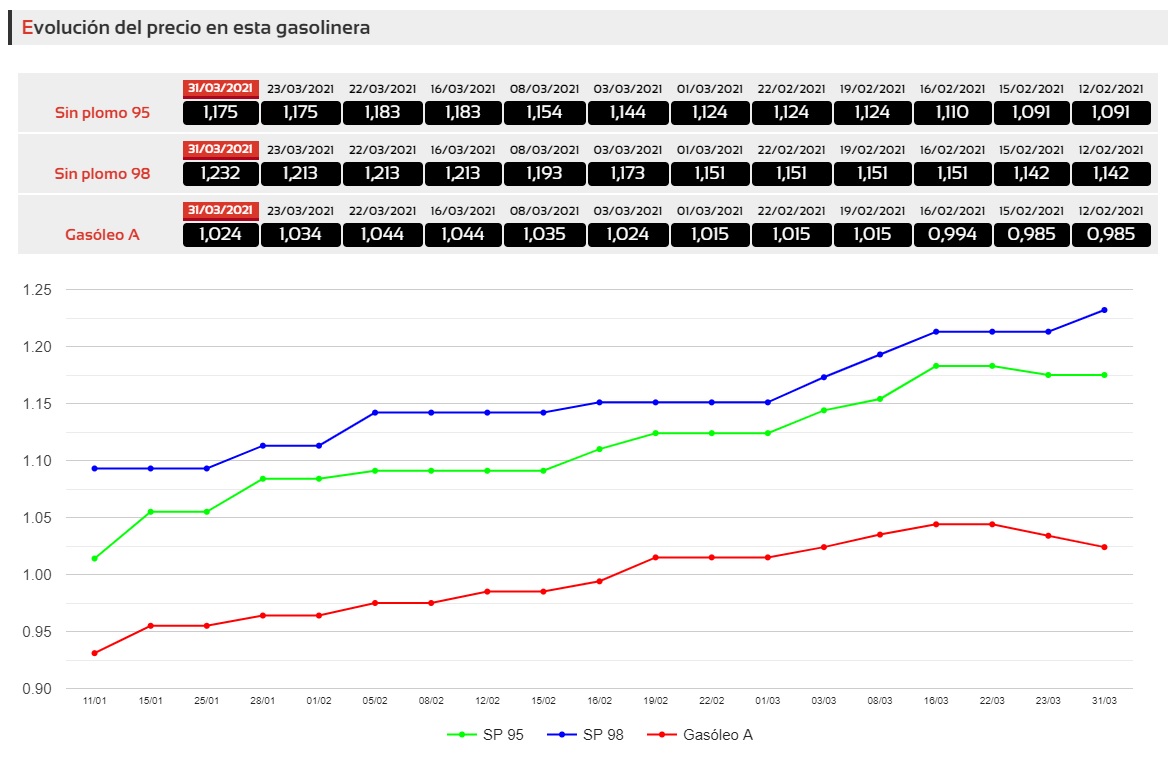 Evolución del precio en esta gasolinera
31/03/2021 23/03/2021 22/03/2021 16/03/2021 08/03/2021 03/03/2021 01/03/2021 22/02/2021 19/02/2021 16/02/2021 15/02/2021 12/02/2021
Sin plomo 95 1,175 1,175 1,183 1,183 1,154 1,144 1,124 1,124 1,124 1,110 1,091 1,091
31/03/2021 23/03/2021 22/03/2021 16/03/2021 08/03/2021 03/03/2021 01/03/2021 22/02/2021 19/02/2021 16/02/2021 15/02/2021 12/02/2021
Sin plomo 98 1,232 1,213 1,213 1,213 1,193 1,173 1,151 1,151 1,151 1,151 1,142 1,142
31/03/2021 23/03/2021 22/03/2021 16/03/2021 08/03/2021 03/03/2021 01/03/2021 22/02/2021 19/02/2021 16/02/2021 15/02/2021 12/02/2021
Gasóleo A 1,024 1,034 1,044 1,044 1,035 1,024 1,015 1,015 1,015 0,994 0,985 0,985
1.25
1.20
1.15
1.10
1.05
1.00
0.95
0.90
11/01 15/01 25/01 28/01 01/02 05/02 08/02 12/02 15/02 16/02 19/02 22/02 01/03 03/03 08/03 16/03 22/03 23/03 31/03
SP 95 SP 98 Gasóleo A